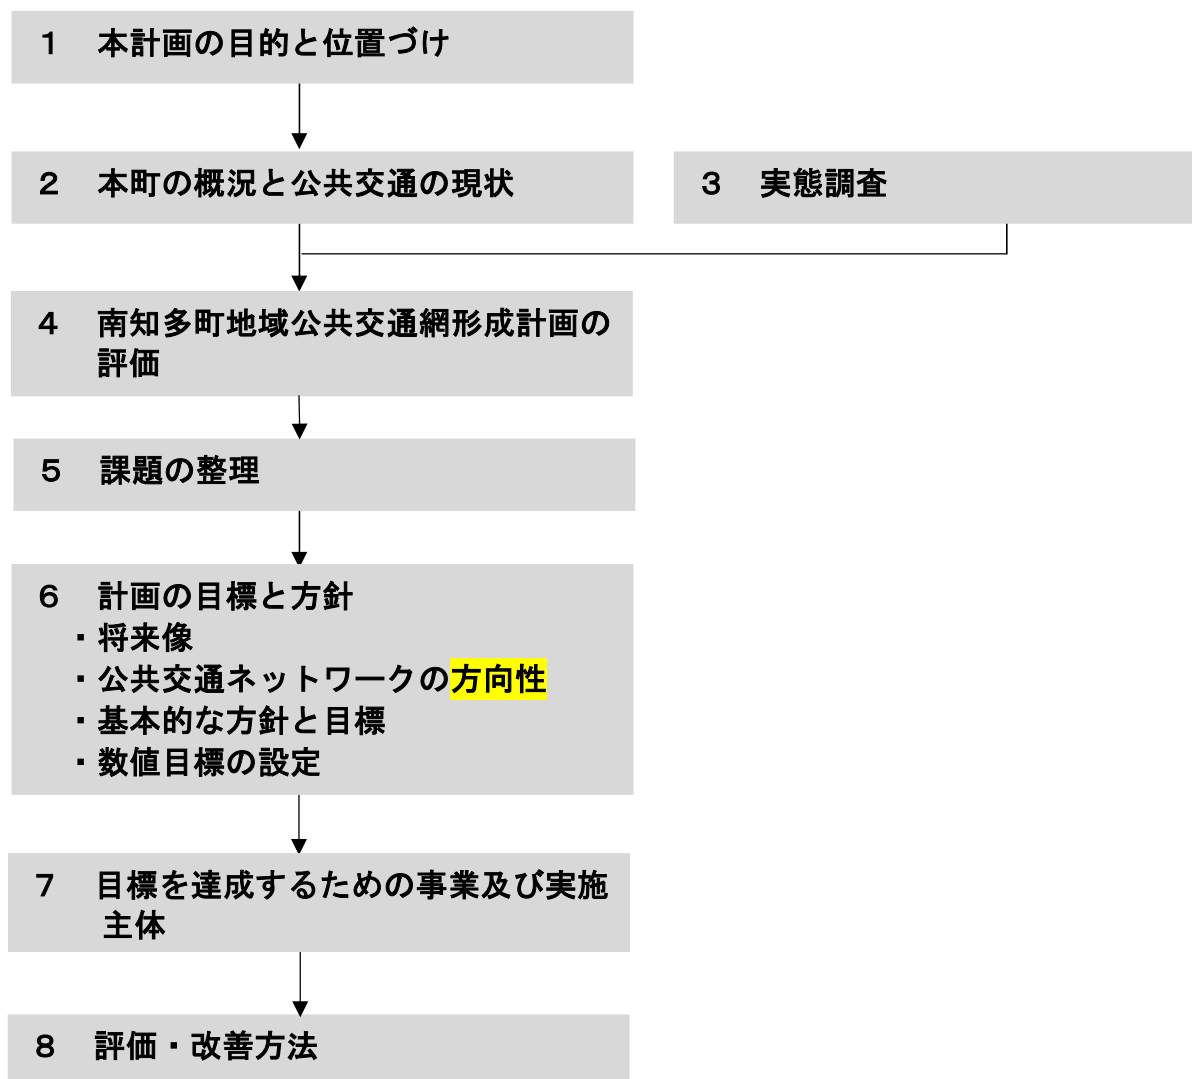 １　本計画の目的と位置づけ
２　本町の概況と公共交通の現状
３　実態調査
４　南知多町地域公共交通網形成計画の
評価
５　課題の整理
６　計画の目標と方針
・将来像
・公共交通ネットワークの方向性
・基本的な方針と目標
・数値目標の設定
７　目標を達成するための事業及び実施
主体
８　評価・改善方法